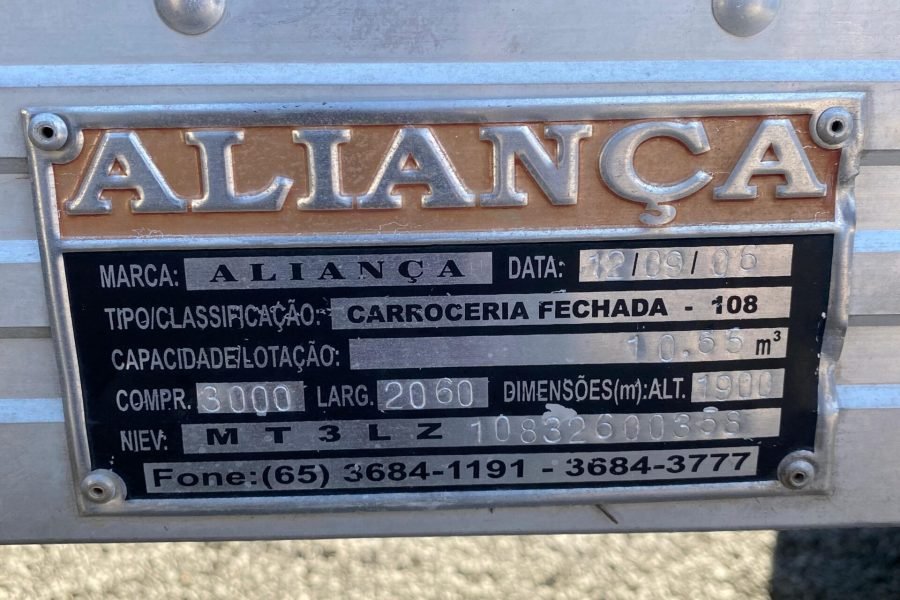 ALIANÇA
MARCA: ALIANÇA DATA: 12/09/06
TIPO/CLASSIFICAÇÃO: CARROCERIA FECHADA - 108
CAPACIDADE/LOTAÇÃO: 10.55 m³
COMPR. 3000 LARG. 2060 DIMENSÕES(m): ALT. 1900
NIEV: M T 3 L Z 10832600358
Fone:(65) 3684-1191 - 3684-3777